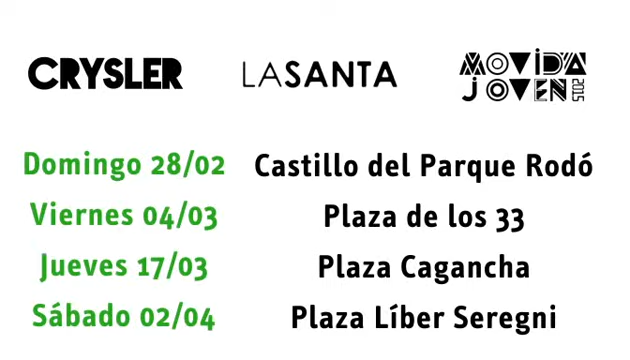 CRYSLER LASANTA MOVIDA JOVEN 2015
Domingo 28/02 Castillo del Parque Rodó
Viernes 04/03 Plaza de los 33
Jueves 17/03 Plaza Cagancha
Sábado 02/04 Plaza Líber Seregni